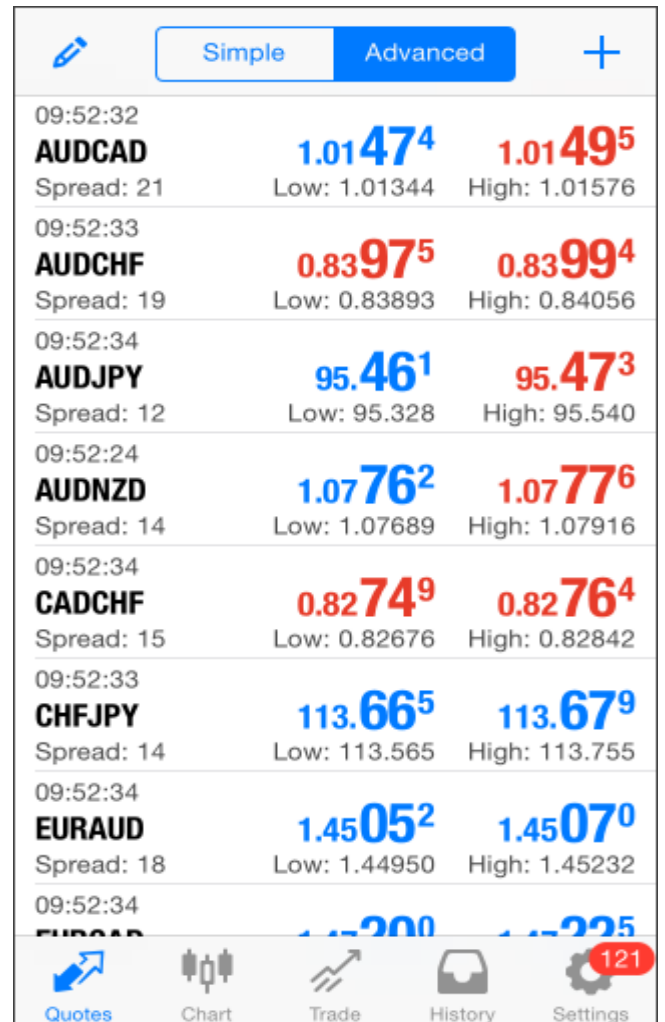 Simple Advanced
09:52:32
AUDCAD 1.01474 1.01495
Spread: 21 Low: 1.01344 High: 1.01576
09:52:33
AUDCHF 0.83975 0.83994
Spread: 19 Low: 0.83893 High: 0.84056
09:52:34
AUDJPY 95.461 95.473
Spread: 12 Low: 95.328 High: 95.540
09:52:24
AUDNZD 1.07762 1.07776
Spread: 14 Low: 1.07689 High: 1.07916
09:52:34
CADCHF 0.82749 0.82764
Spread: 15 Low: 0.82676 High: 0.82842
09:52:33
CHFJPY 113.665 113.679
Spread: 14 Low: 113.565 High: 113.755
09:52:34
EURAUD 1.45052 1.45070
Spread: 18 Low: 1.44950 High: 1.45232
09:52:34
121
Quotes Chart Trade History Settings